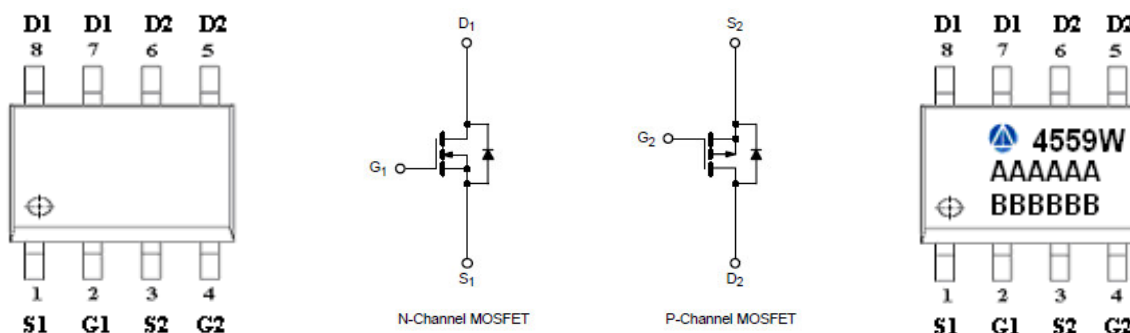 D1 D1 D2 D2
8 7 6 5
1 2 3 4
S1 G1 S2 G2
D1
G1
S1
N-Channel MOSFET
S2
G2
D2
P-Channel MOSFET
D1 D1 D2 D2
8 7 6 5
4559W
AAAAAA
BBBBBB
1 2 3 4
S1 G1 S2 G2